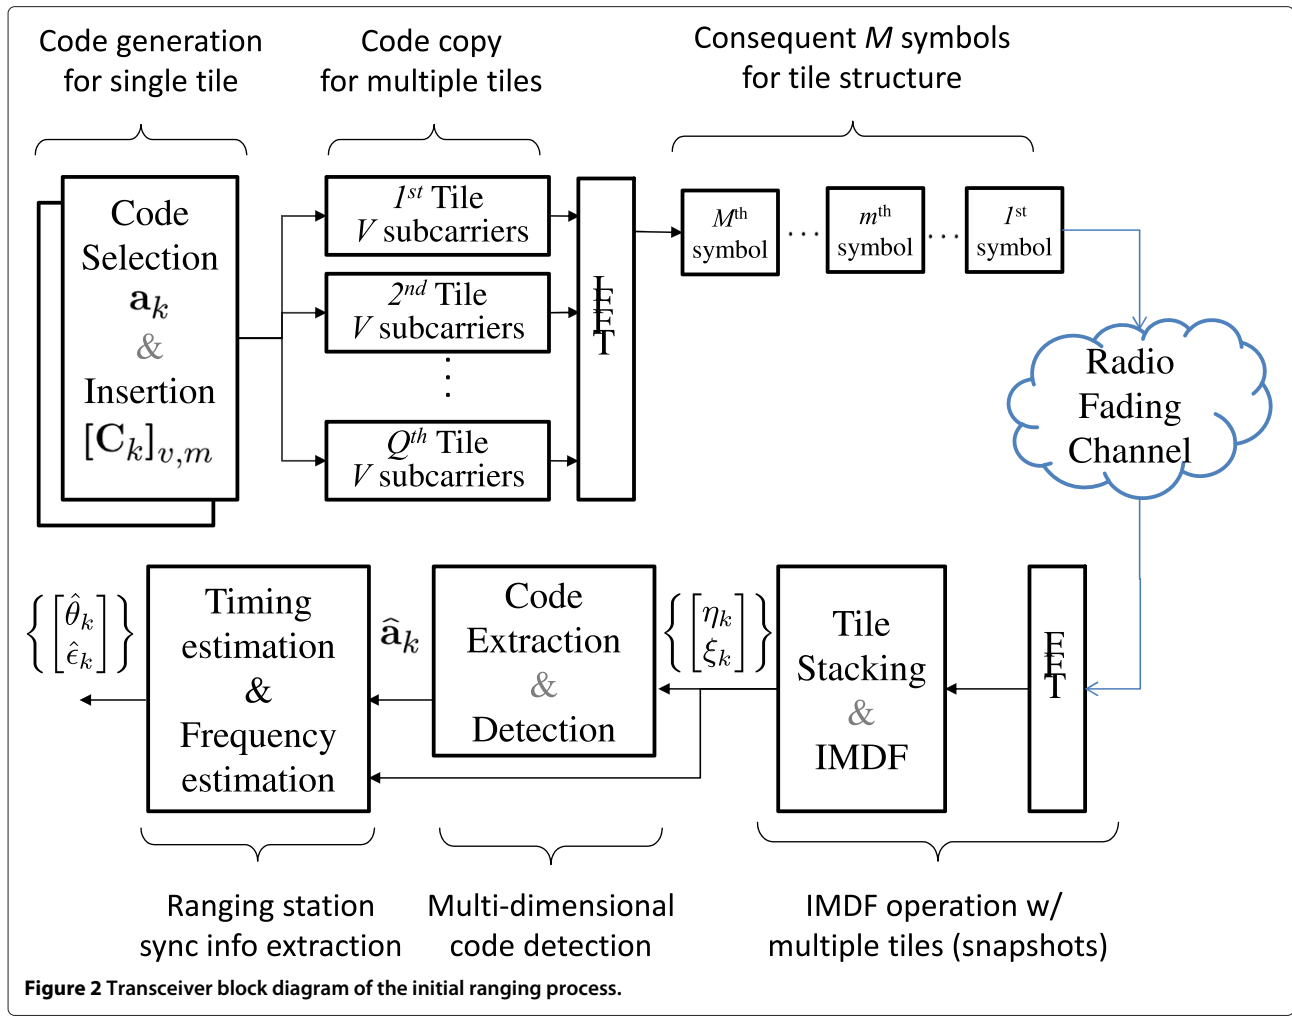 Code generation
for single tile
Code copy
for multiple tiles
Consequent M symbols
for tile structure
Code
Selection
a_k
&
Insertion
[C_k]_{v,m}
1st Tile
V subcarriers
2nd Tile
V subcarriers
⋮
Qth Tile
V subcarriers
IFFT
Mth
symbol
...
mth
symbol
...
1st
symbol
Radio
Fading
Channel
{[θ̂_k
ε̂_k]}
Timing
estimation
&
Frequency
estimation
â_k
Code
Extraction
&
Detection
{[η_k
ξ_k]}
Tile
Stacking
&
IMDF
FFT
Ranging station
sync info extraction
Multi-dimensional
code detection
IMDF operation w/
multiple tiles (snapshots)
Figure 2 Transceiver block diagram of the initial ranging process.